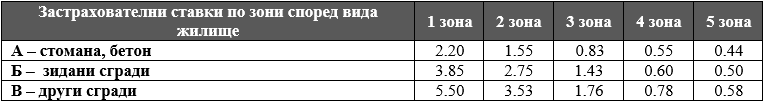 Застрахователни ставки по зони според вида жилище 1 зона 2 зона 3 зона 4 зона 5 зона
А – стомана, бетон 2.20 1.55 0.83 0.55 0.44
Б – зидани сгради 3.85 2.75 1.43 0.60 0.50
В – други сгради 5.50 3.53 1.76 0.78 0.58